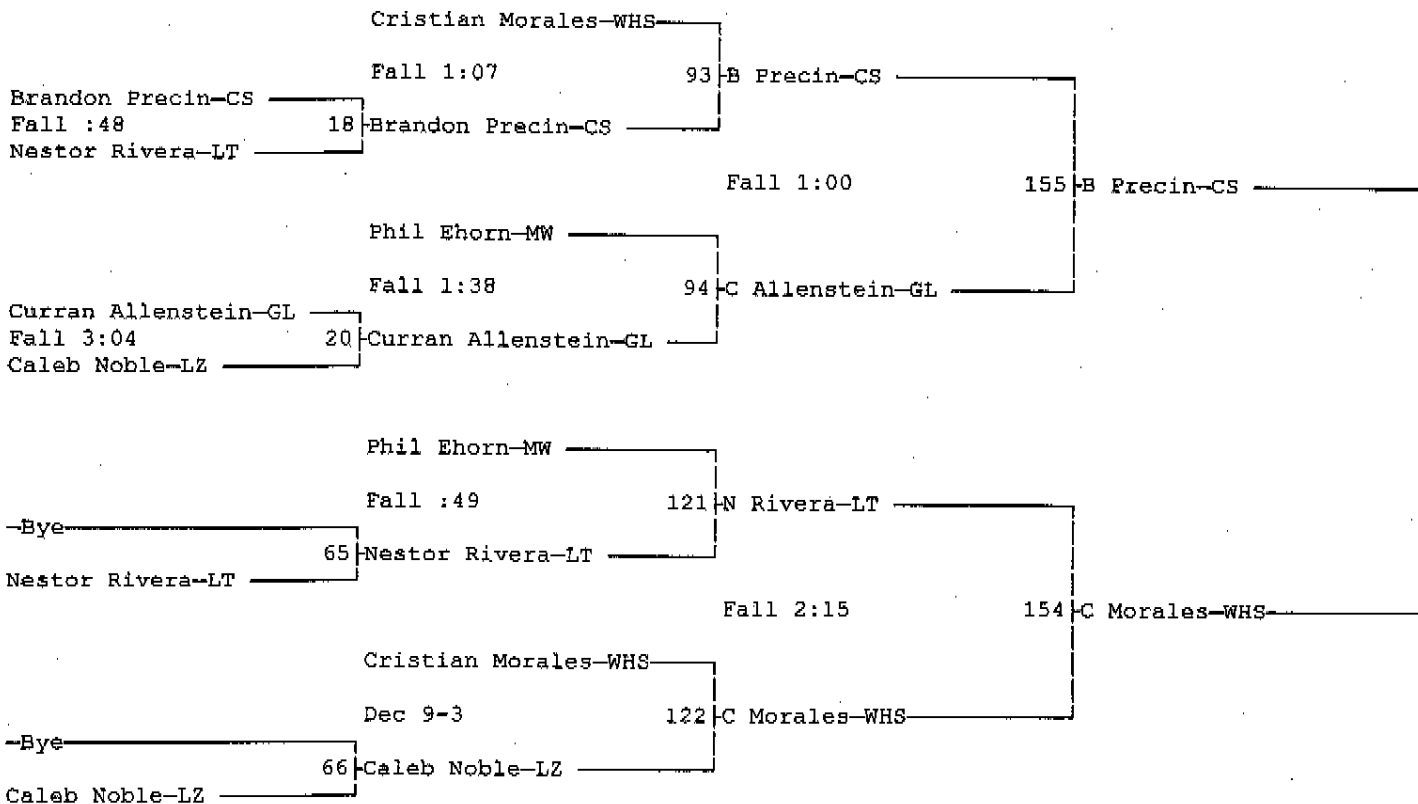 Cristian Morales-WHS
Fall 1:07 93 B Precin-CS
Brandon Precin-CS
Fall :48 18 Brandon Precin-CS
Nestor Rivera-LT
Fall 1:00 155 B Precin-CS
Phil Ehorn-MW
Fall 1:38 94 C Allenstein-GL
Curran Allenstein-GL
Fall 3:04 20 Curran Allenstein-GL
Caleb Noble-LZ
Phil Ehorn-MW
Fall :49 121 N Rivera-LT
-Bye
65 Nestor Rivera-LT
Nestor Rivera-LT
Fall 2:15 154 C Morales-WHS
Cristian Morales-WHS
Dec 9-3 122 C Morales-WHS
-Bye
66 Caleb Noble-LZ
Caleb Noble-LZ